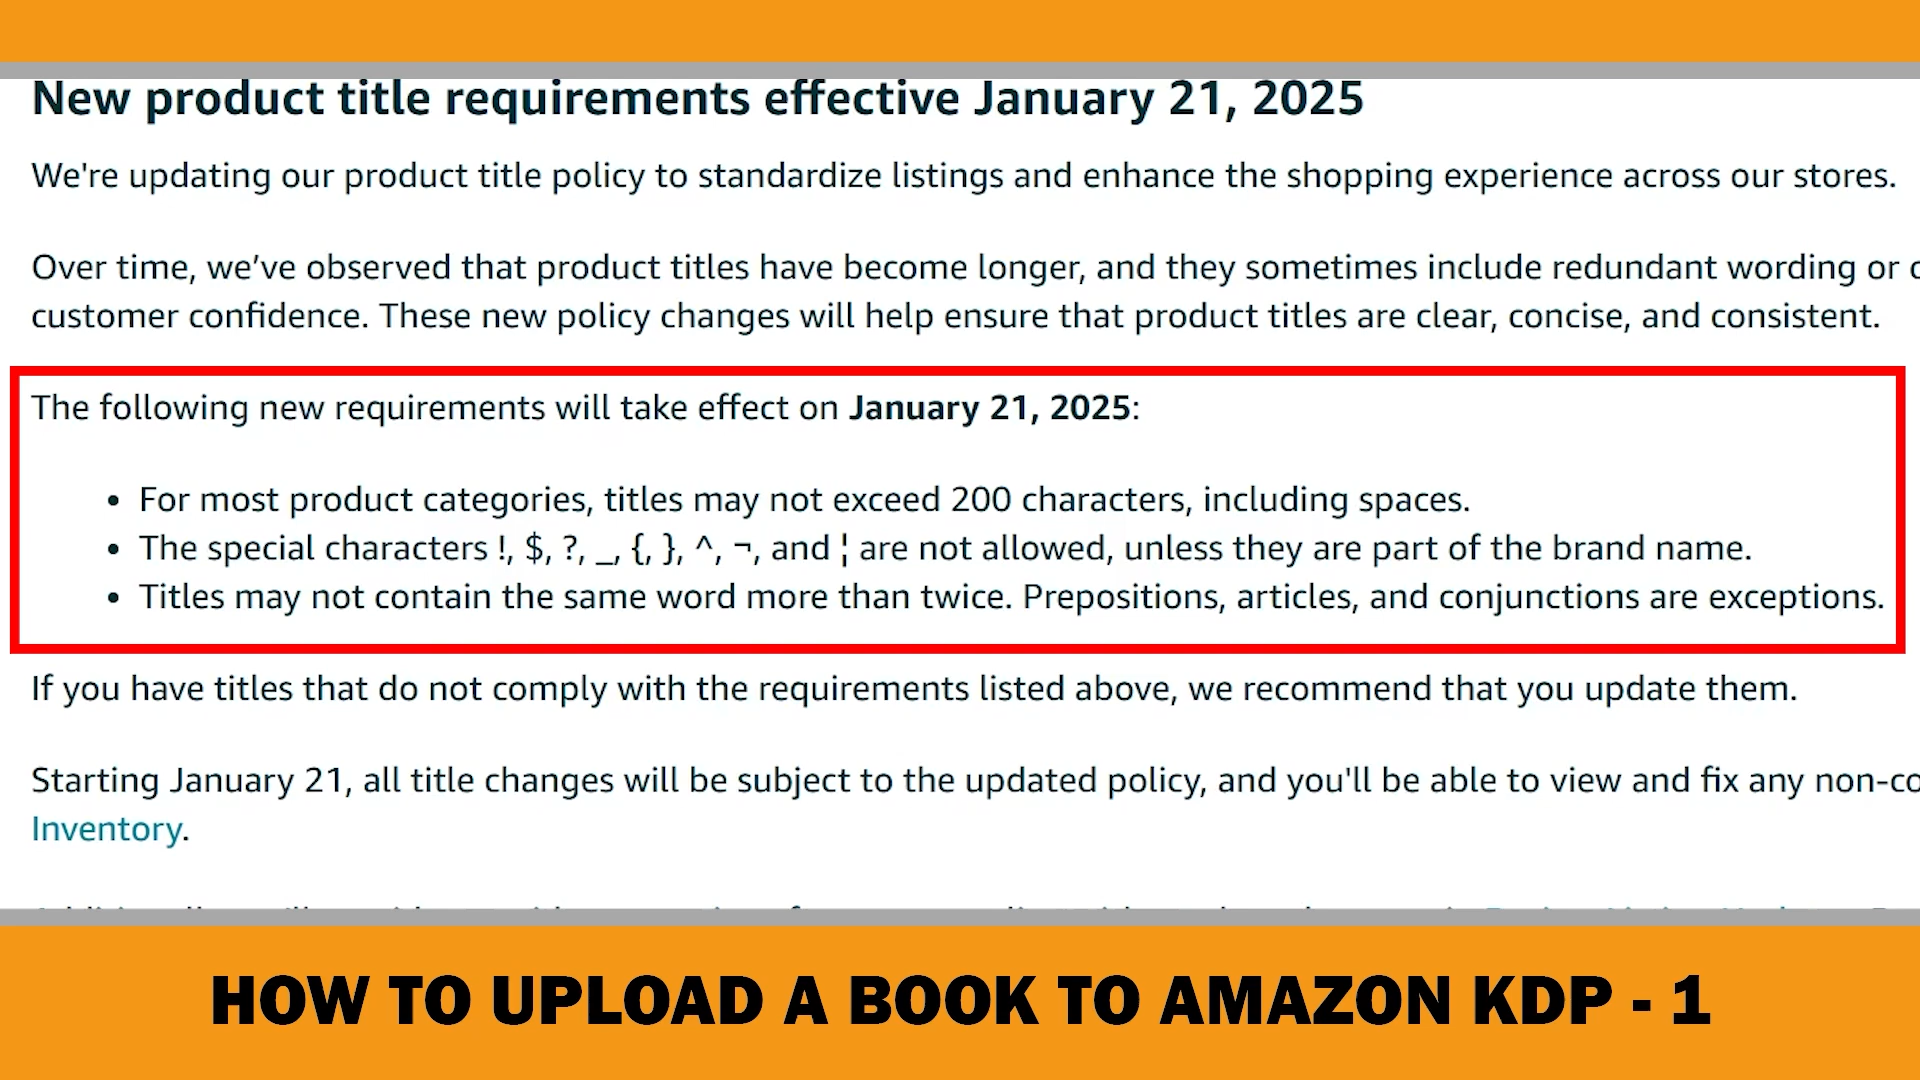 New product title requirements effective January 21, 2025
We're updating our product title policy to standardize listings and enhance the shopping experience across our stores.
Over time, we’ve observed that product titles have become longer, and they sometimes include redundant wording or
customer confidence. These new policy changes will help ensure that product titles are clear, concise, and consistent.
The following new requirements will take effect on January 21, 2025:
• For most product categories, titles may not exceed 200 characters, including spaces.
• The special characters !, $, ?, _, {, }, ^, ¬, and ¦ are not allowed, unless they are part of the brand name.
• Titles may not contain the same word more than twice. Prepositions, articles, and conjunctions are exceptions.
If you have titles that do not comply with the requirements listed above, we recommend that you update them.
Starting January 21, all title changes will be subject to the updated policy, and you'll be able to view and fix any
Inventory.
HOW TO UPLOAD A BOOK TO AMAZON KDP - 1